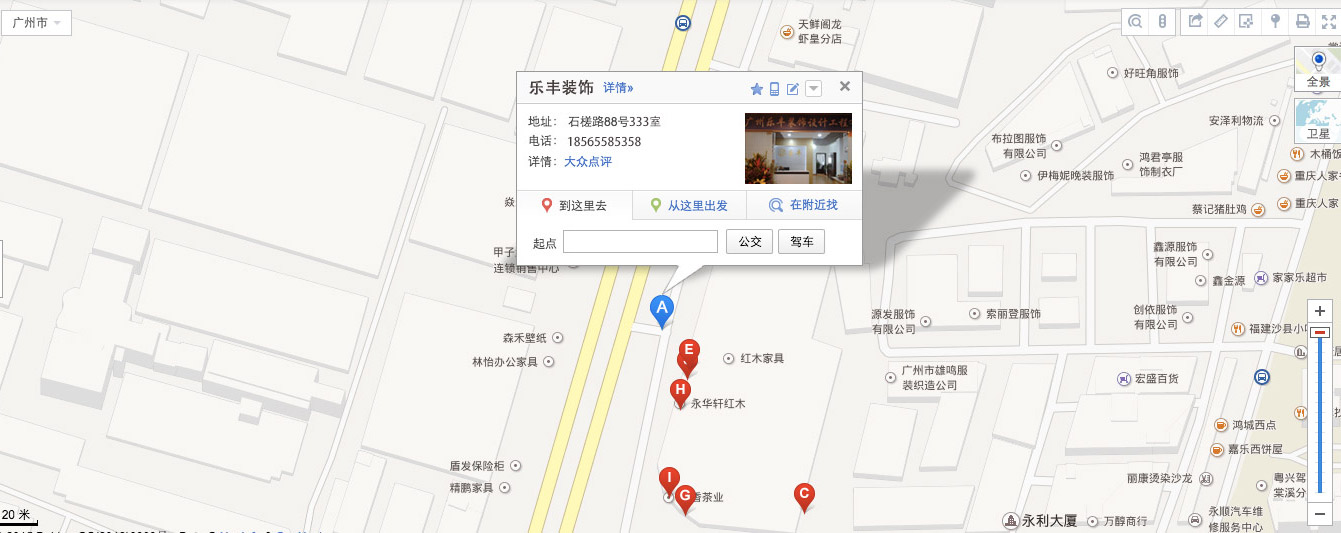 广州市
天鲜阁龙
虾皇分店
好旺角服饰
全景
卫星
安泽利物流
木桶饭
重庆人家
重庆人家
布拉图服饰
有限公司
鸿君亭服
饰制衣厂
伊梅妮晚装服饰
蔡记猪肚鸡
乐丰装饰 详情»
地址： 石槎路88号333室
电话： 18565585358
详情：大众点评
广州乐丰装饰设计工程
到这里去
从这里出发
在附近找
起点
公交
驾车
甲子
连锁销售中心
A
E
H
I
G
C
森禾壁纸
林怡办公家具
红木家具
永华轩红木
盾发保险柜
精鹏家具
香茶业
鑫源服饰
有限公司
鑫金源
家家乐超市
源发服饰
有限公司
索丽登服饰
创依服饰
有限公司
福建沙县小
广州市雄鸣服
装织造公司
宏盛百货
鸿城西点
嘉乐西饼屋
丽康烫染沙龙
粤兴驾
棠溪分
永利大厦
万醇商行
永顺汽车维
修服务中心
20 米